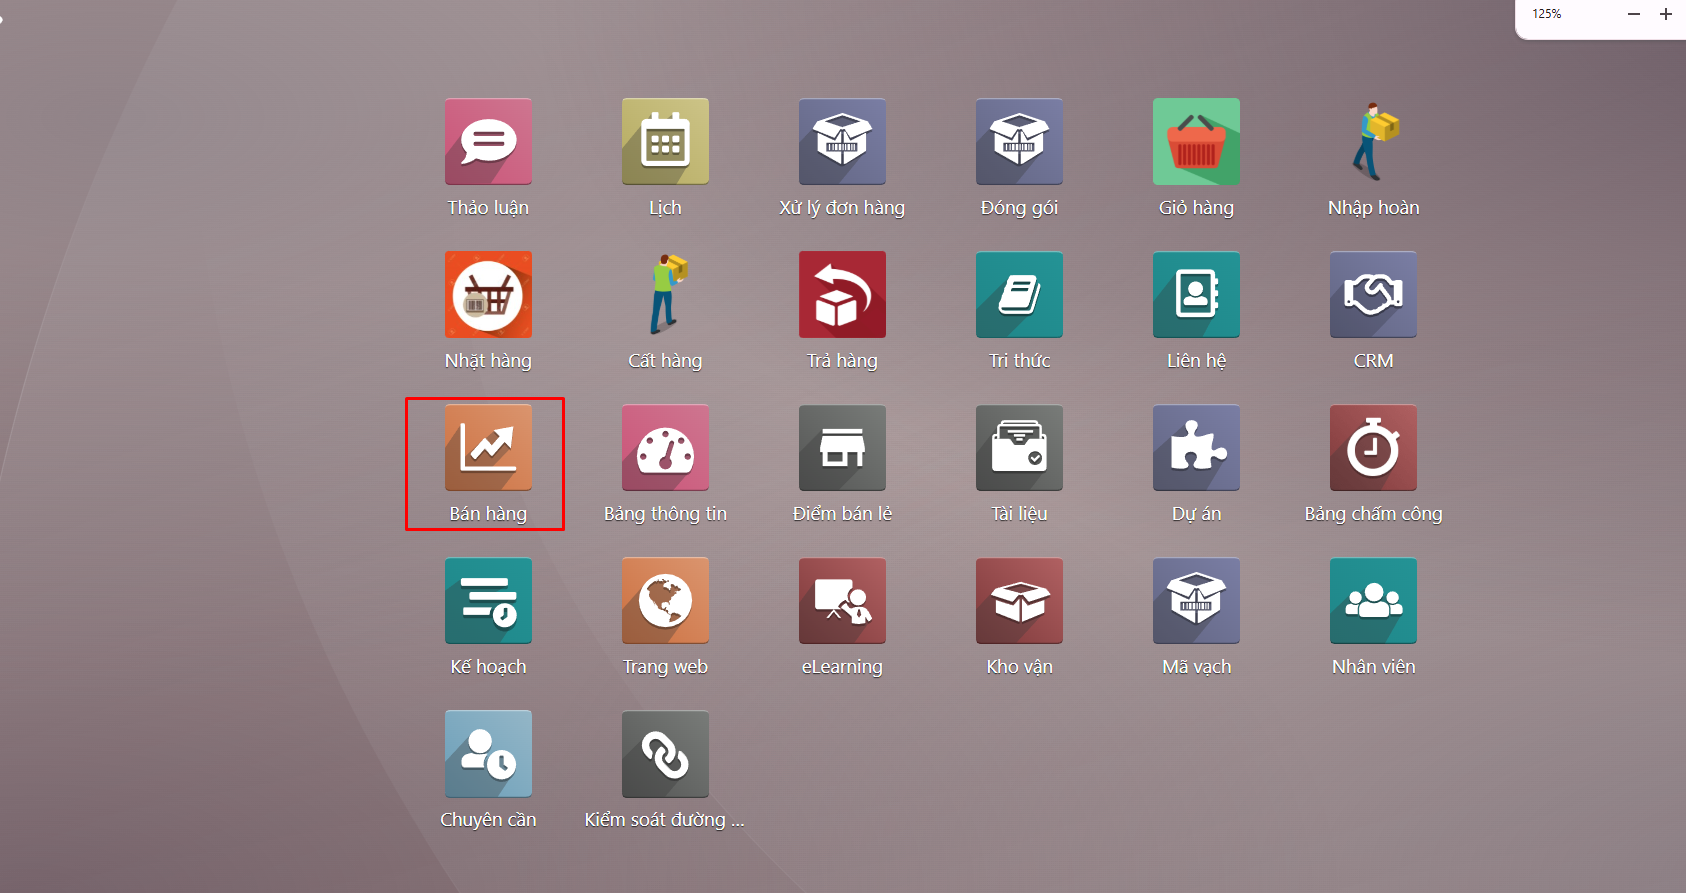 125%
Thảo luận
Lịch
Xử lý đơn hàng
Đóng gói
Giỏ hàng
Nhập hoàn
Nhặt hàng
Cất hàng
Trả hàng
Tri thức
Liên hệ
CRM
Bán hàng
Bảng thông tin
Điểm bán lẻ
Tài liệu
Dự án
Bảng chấm công
Kế hoạch
Trang web
eLearning
Kho vận
Mã vạch
Nhân viên
Chuyên cần
Kiểm soát đường ...